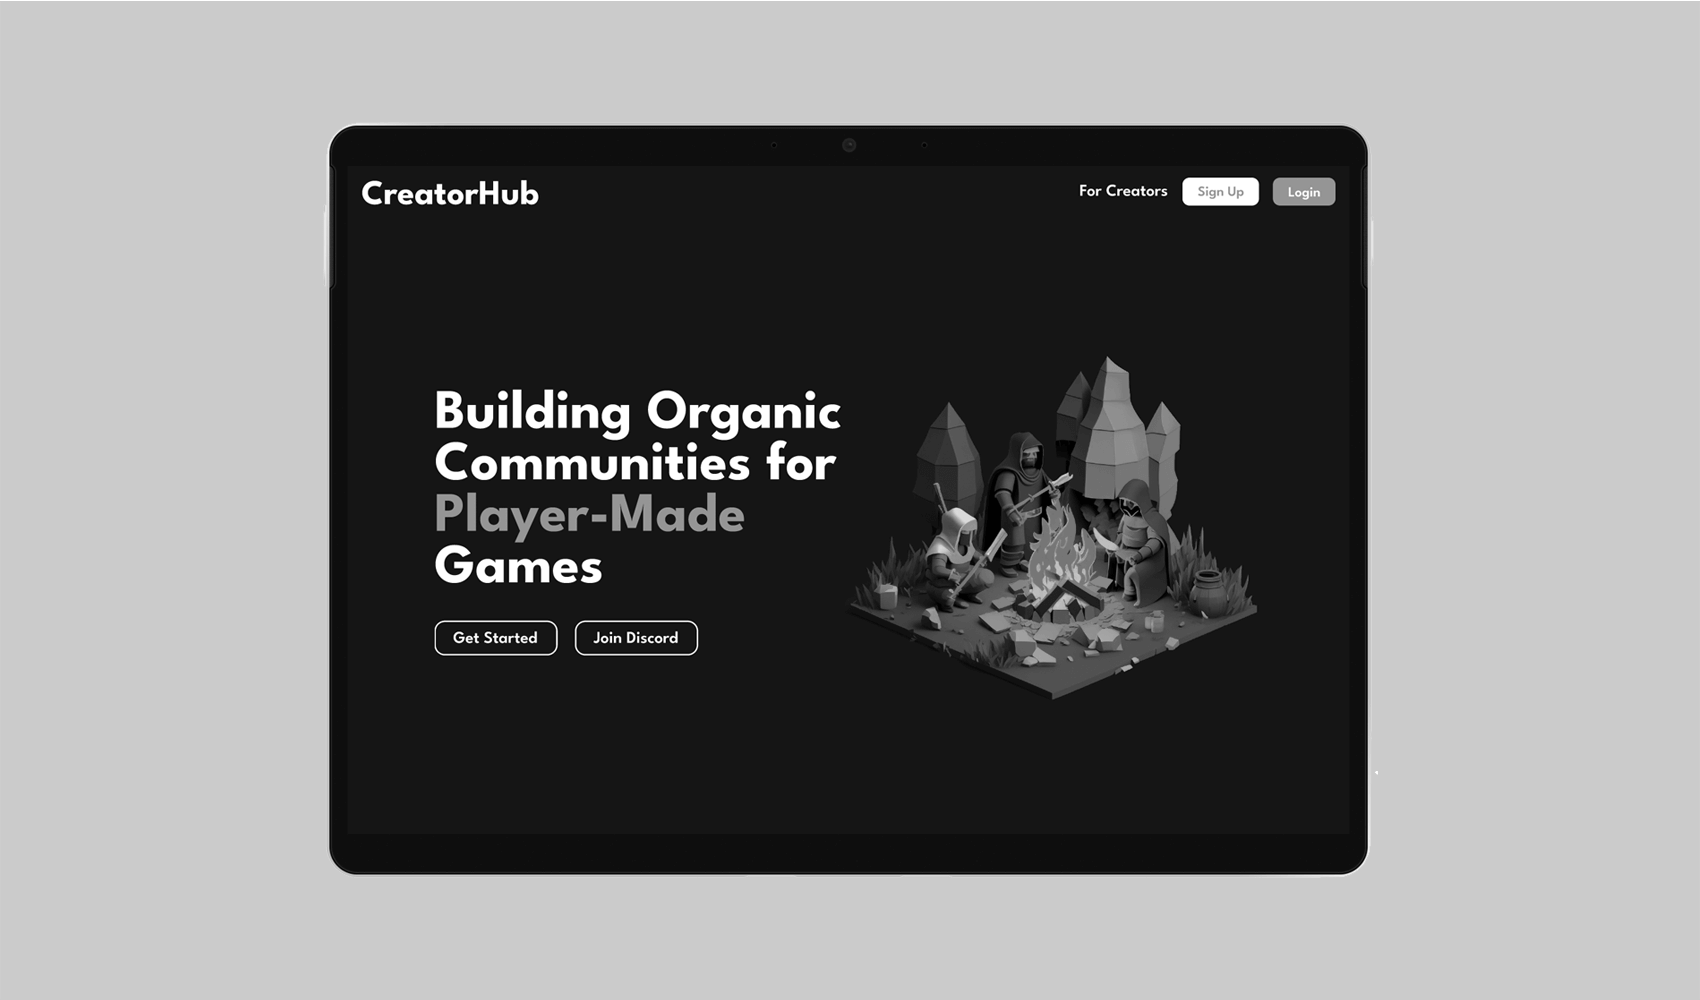 CreatorHub
For Creators
Sign Up
Login
Building Organic
Communities for
Player-Made
Games
Get Started
Join Discord